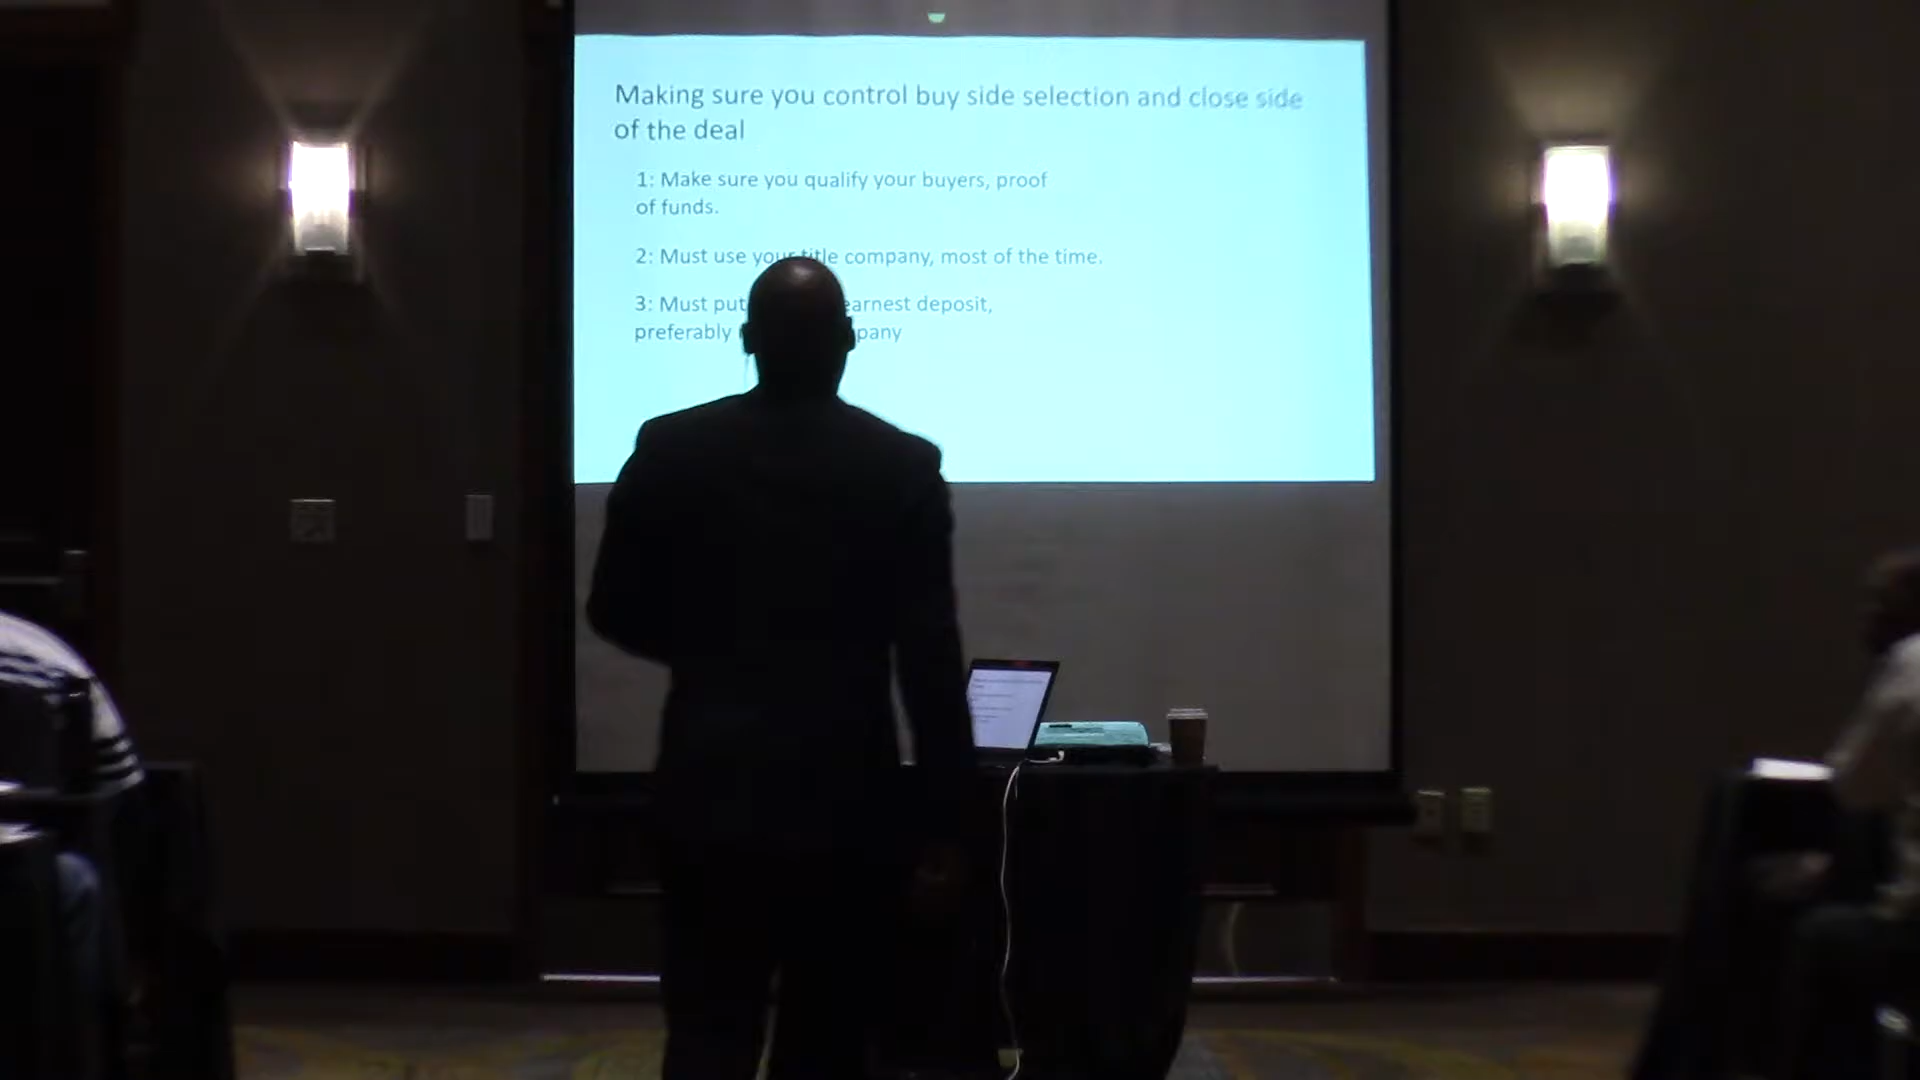 Making sure you control buy side selection and close side
of the deal
1: Make sure you qualify your buyers, proof
of funds.
2: Must use your title company, most of the time.
3: Must put earnest deposit,
preferably